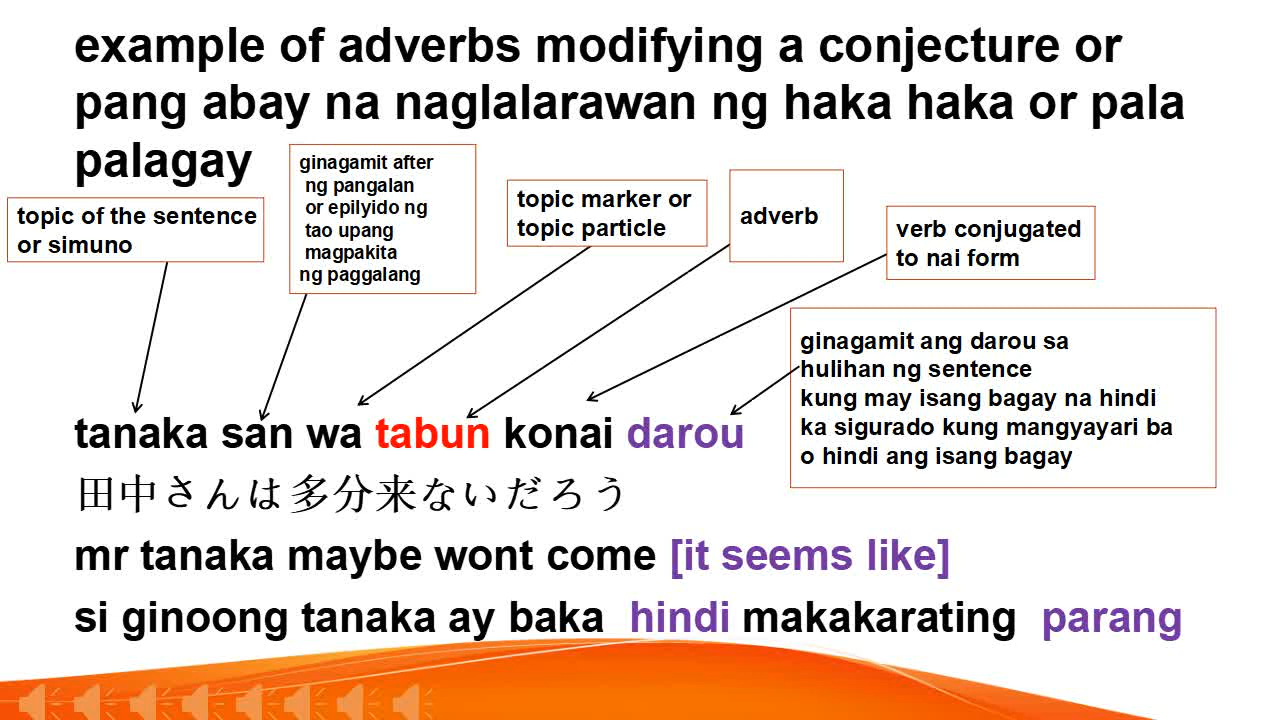 example of adverbs modifying a conjecture or
pang abay na naglalarawan ng haka haka or pala
palagay
topic of the sentence
or simuno
ginagamit after
ng pangalan
or epilyido ng
tao upang
magpakita
ng paggalang
topic marker or
topic particle
adverb
verb conjugated
to nai form
ginagamit ang darou sa
hulihan ng sentence
kung may isang bagay na hindi
ka sigurado kung mangyayari ba
o hindi ang isang bagay
tanaka san wa tabun konai darou
田中さんは多分来ないだろう
mr tanaka maybe wont come [it seems like]
si ginoong tanaka ay baka hindi makakarating parang